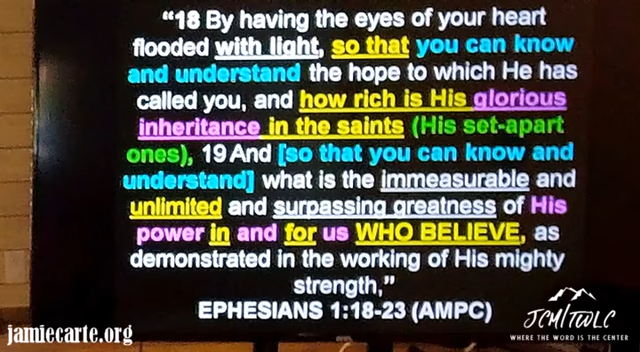 “18 By having the eyes of your heart
flooded with light, so that you can know
and understand the hope to which He has
called you, and how rich is His glorious
inheritance in the saints (His set-apart
ones), 19 And [so that you can know and
understand] what is the immeasurable and
unlimited and surpassing greatness of His
power in and for us WHO BELIEVE, as
demonstrated in the working of His mighty
strength,”
EPHESIANS 1:18-23 (AMPC)
jamiecarte.org
JCMITWLC
WHERE THE WORD IS THE CENTER